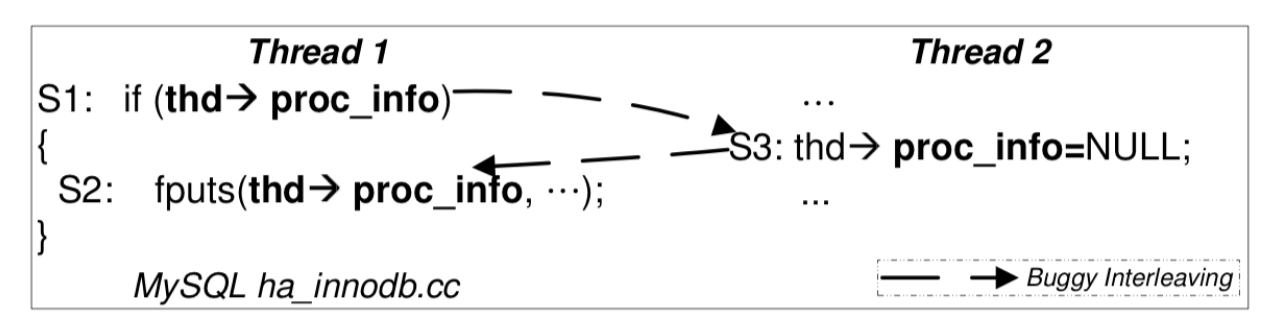 Thread 1 Thread 2
S1: if (thd→ proc_info) ...
{ S3: thd→ proc_info=NULL;
S2: fputs(thd→ proc_info, ⋯); ...
}
MySQL ha_innodb.cc Buggy Interleaving